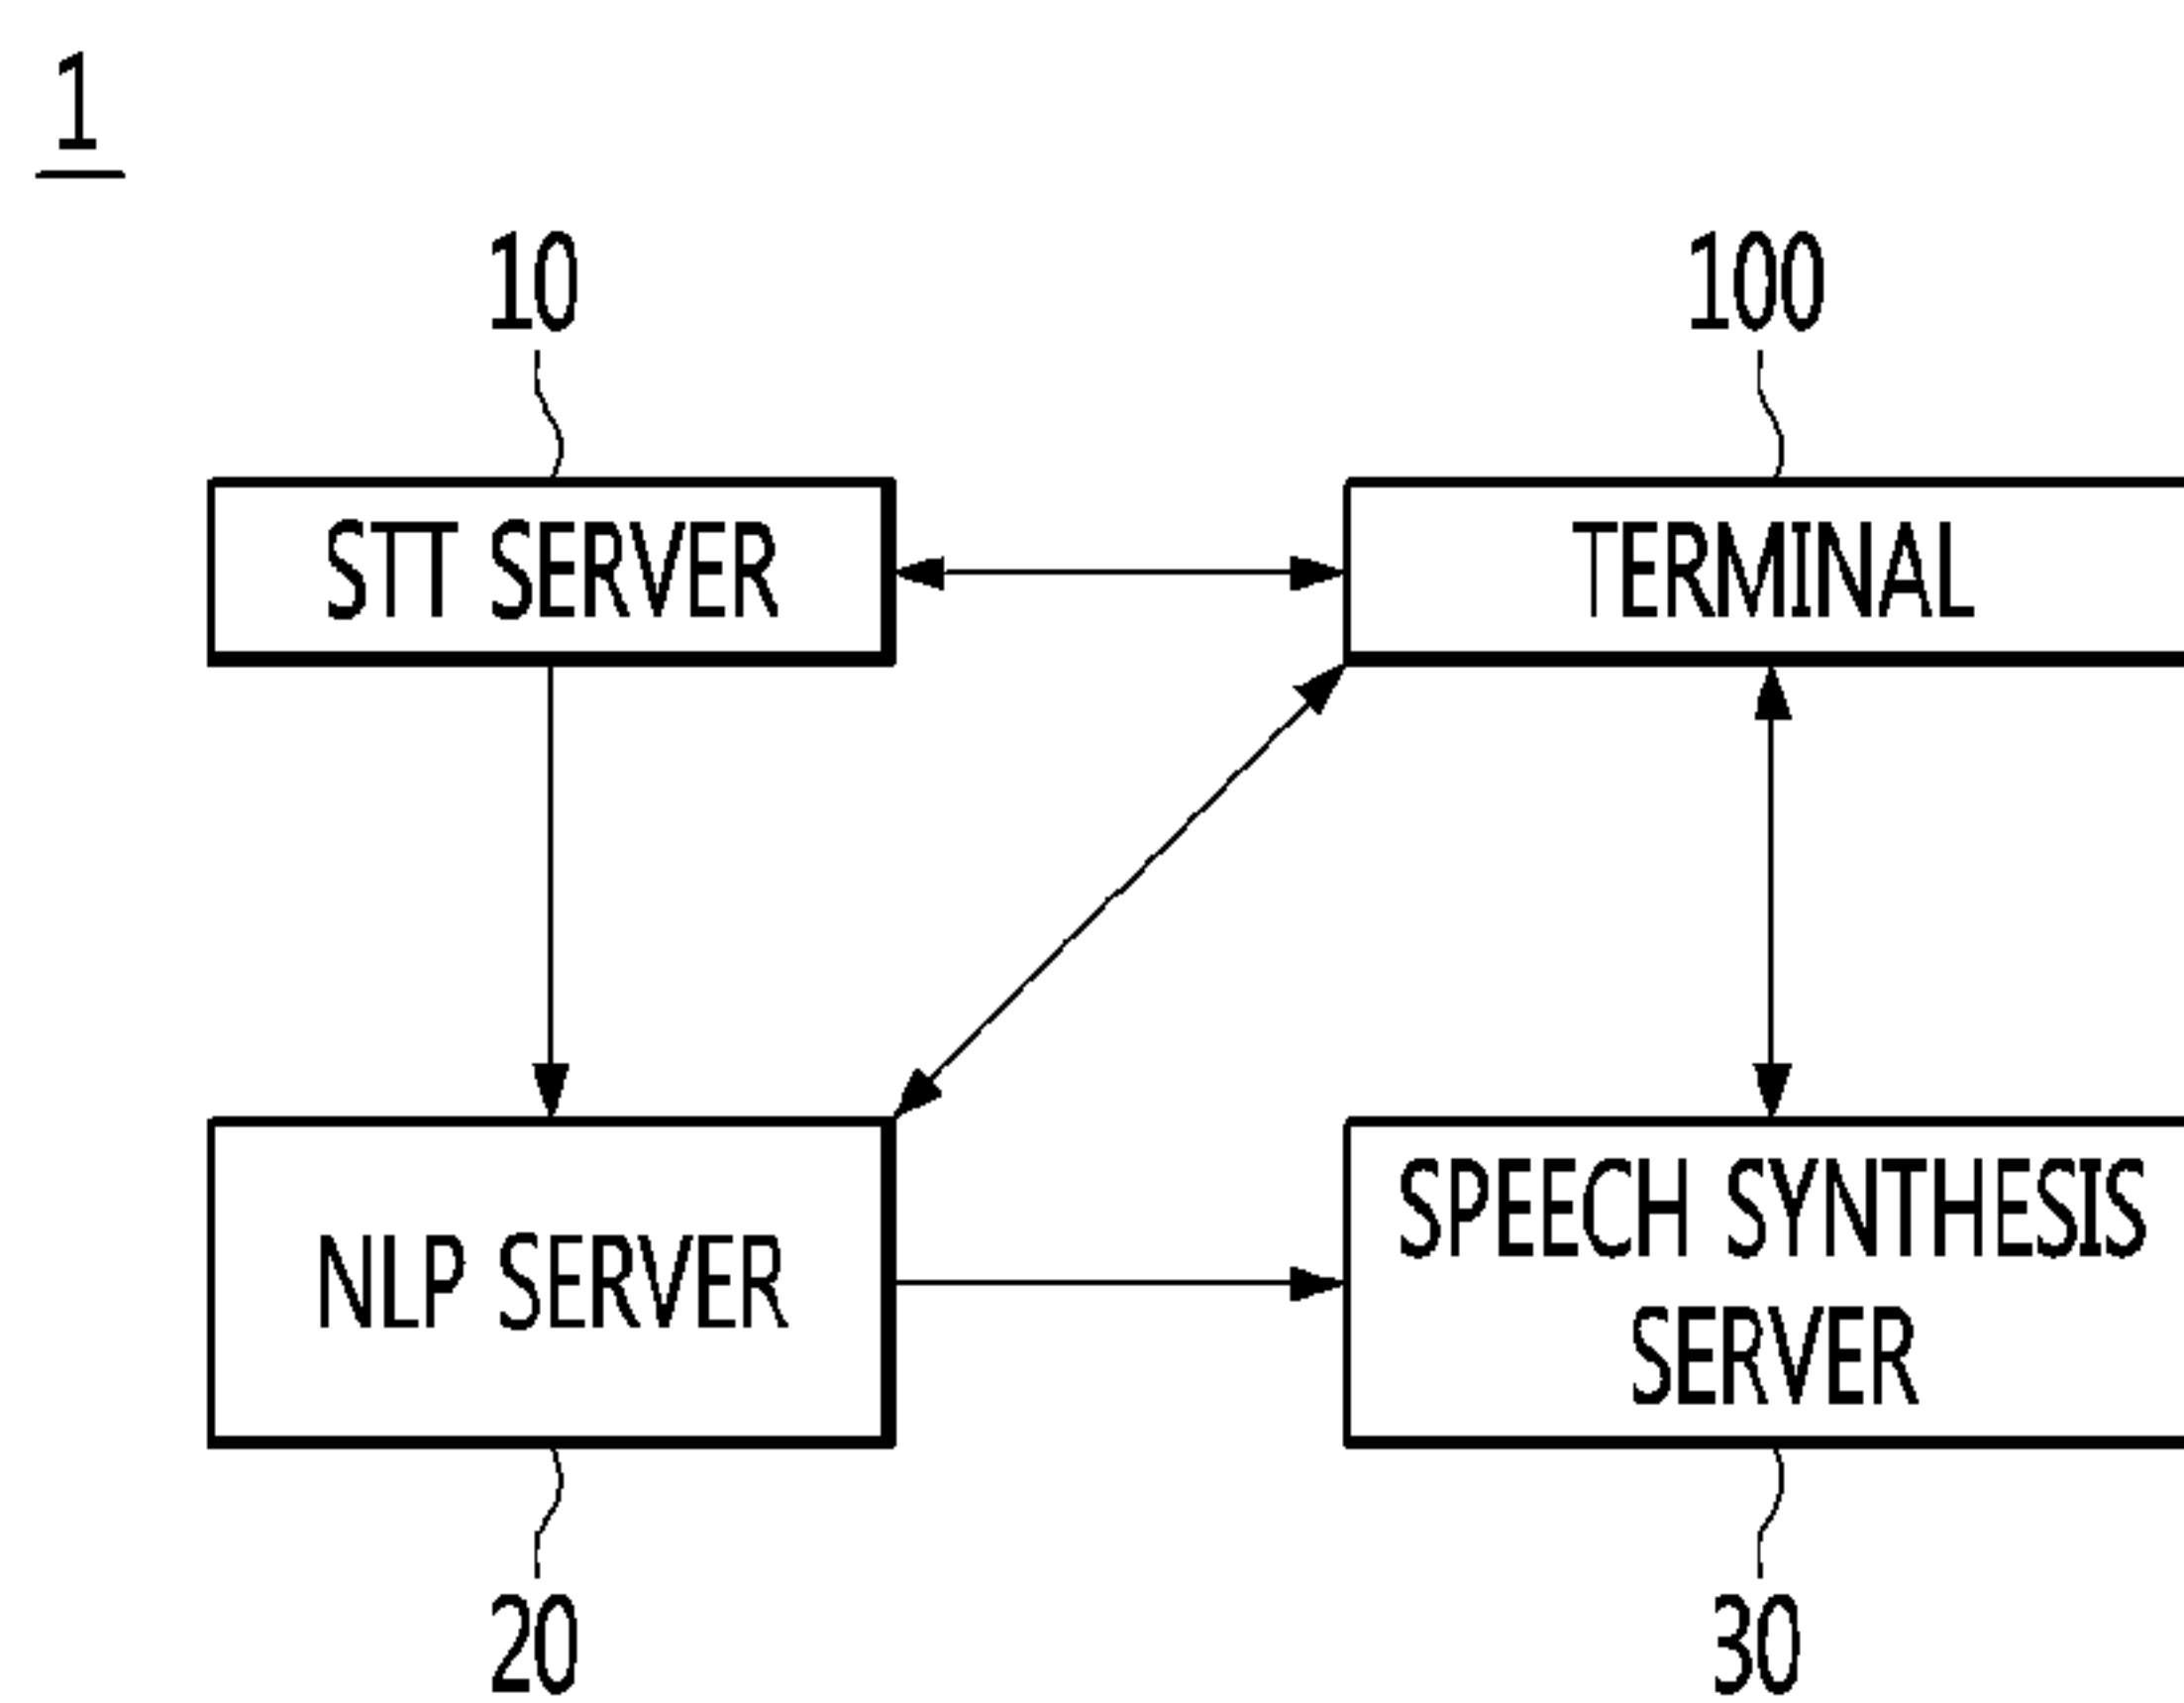 1
10
100
STT SERVER
TERMINAL
NLP SERVER
SPEECH SYNTHESIS
SERVER
20
30